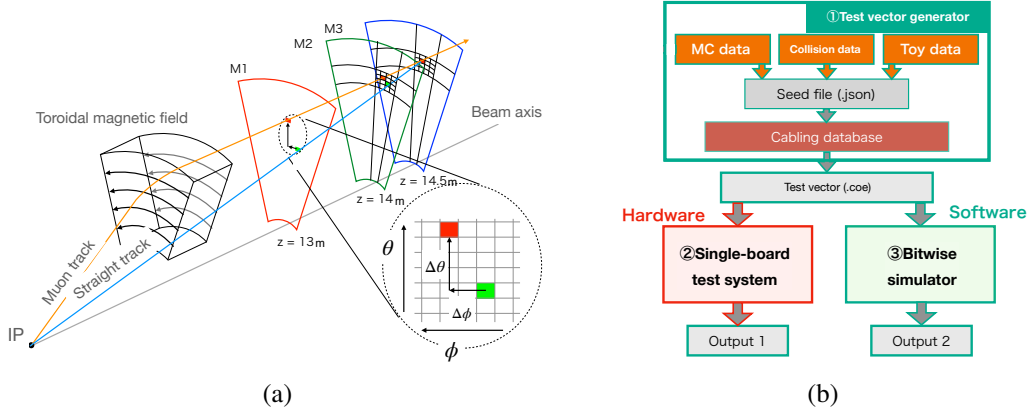 M3
M2
M1
Toroidal magnetic field
Beam axis
z = 14.5m
z = 14m
z = 13m
Muon track
Straight track
IP
θ
Δθ
Δϕ
ϕ
(a)
①Test vector generator
MC data
Collision data
Toy data
Seed file (.json)
Cabling database
Test vector (.coe)
Hardware
Software
②Single-board
test system
③Bitwise
simulator
Output 1
Output 2
(b)